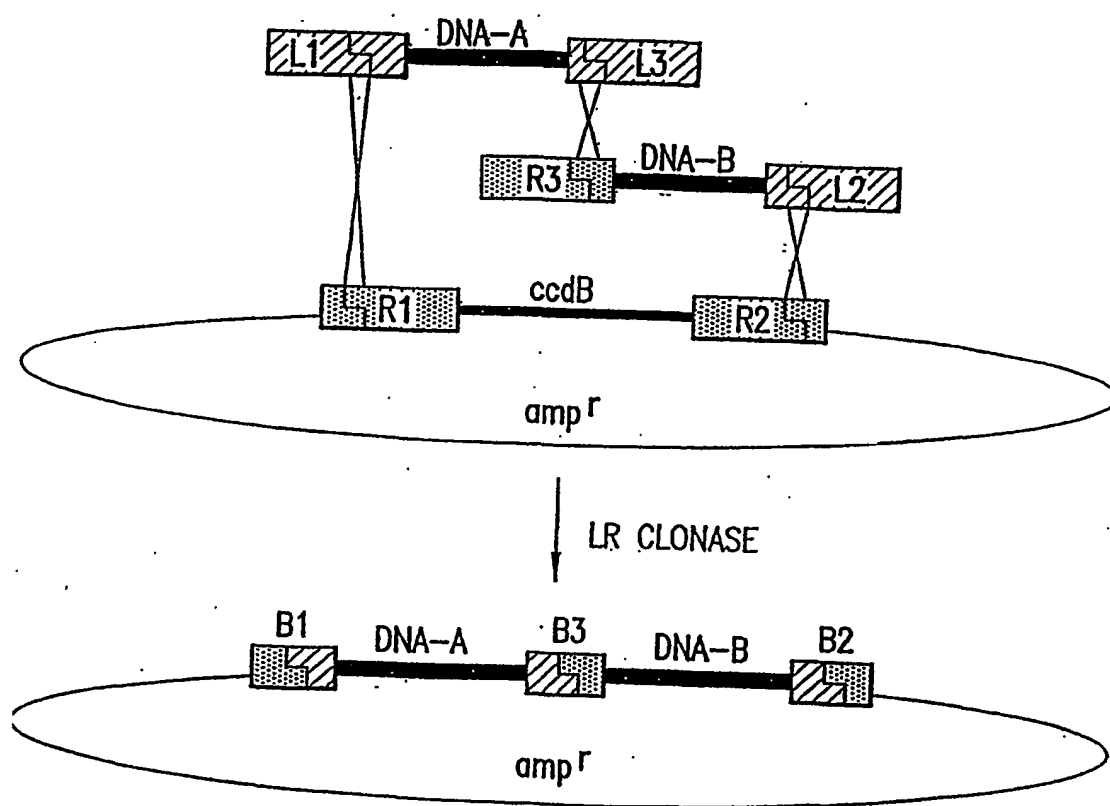 DNA-A
L1
L3
DNA-B
R3
L2
ccdB
R1
R2
amp r
LR CLONASE
B1
DNA-A
B3
DNA-B
B2
amp r